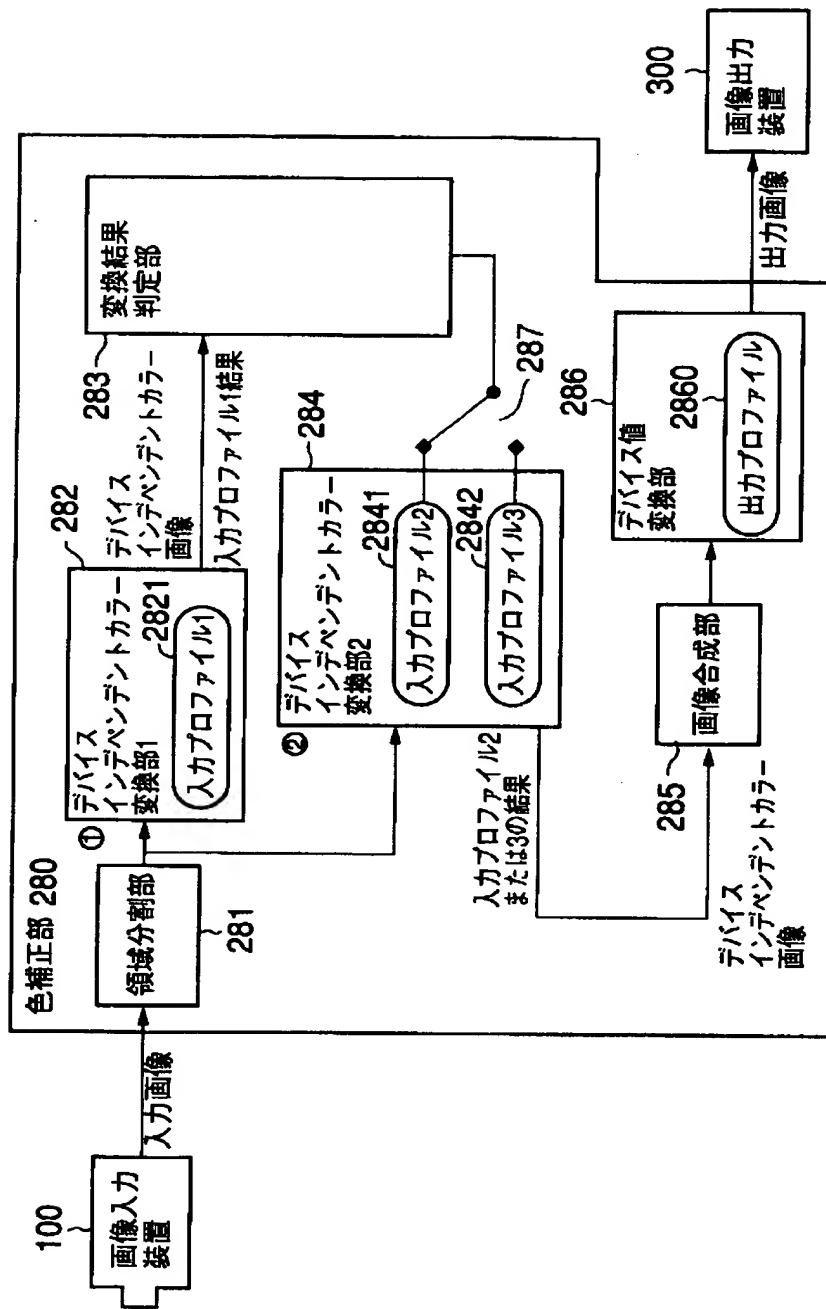 100
画像入力
装置
入力画像
色補正部 280
領域分割部
281
①
デバイス
インデペンデントカラー
変換部1
282
2821
入力プロファイル1
デバイス
インデペンデントカラー
画像
入力プロファイル1結果
283
変換結果
判定部
②
デバイス
インデペンデントカラー
変換部2
284
2841
入力プロファイル2
2842
入力プロファイル3
287
入力プロファイル2
または3の結果
デバイス
インデペンデントカラー
画像
285
画像合成部
286
デバイス値
変換部
2860
出力プロファイル
出力画像
300
画像出力
装置